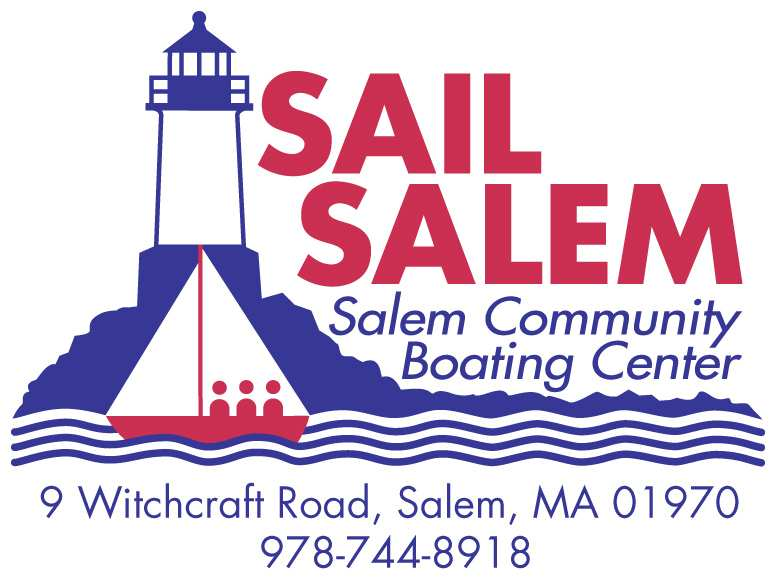 SAIL
SALEM
Salem Community
Boating Center
9 Witchcraft Road, Salem, MA 01970
978-744-8918